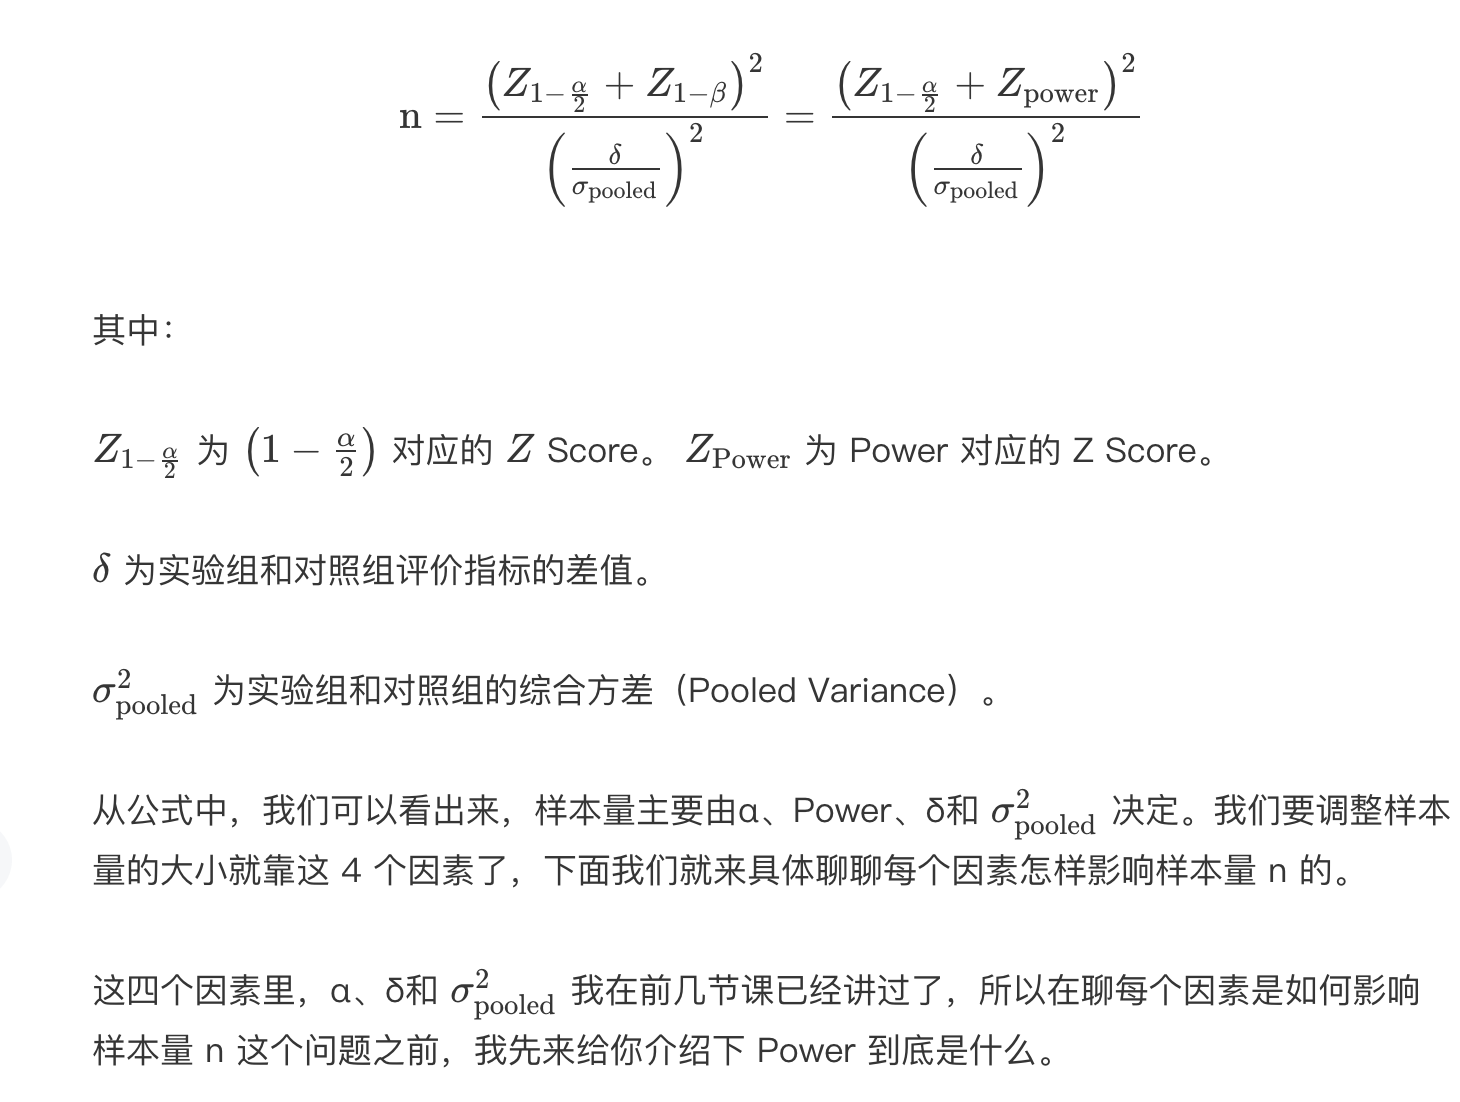 n = \frac{\left(Z_{1-\frac{\alpha}{2}} + Z_{1-\beta}\right)^2}{\left(\frac{\delta}{\sigma_{\text{pooled}}}\right)^2} = \frac{\left(Z_{1-\frac{\alpha}{2}} + Z_{\text{power}}\right)^2}{\left(\frac{\delta}{\sigma_{\text{pooled}}}\right)^2}
其中：
Z_{1-\frac{\alpha}{2}} 为 \left(1-\frac{\alpha}{2}\right) 对应的 Z Score。 Z_{\text{Power}} 为 Power 对应的 Z Score。
δ 为实验组和对照组评价指标的差值。
\sigma_{\text{pooled}}^2 为实验组和对照组的综合方差（Pooled Variance）。
从公式中，我们可以看出来，样本量主要由α、Power、δ和 \sigma_{\text{pooled}}^2 决定。我们要调整样本
量的大小就靠这 4 个因素了，下面我们就来具体聊聊每个因素怎样影响样本量 n 的。
这四个因素里，α、δ和 \sigma_{\text{pooled}}^2 我在前几节课已经讲过了，所以在聊每个因素是如何影响
样本量 n 这个问题之前，我先来给你介绍下 Power 到底是什么。